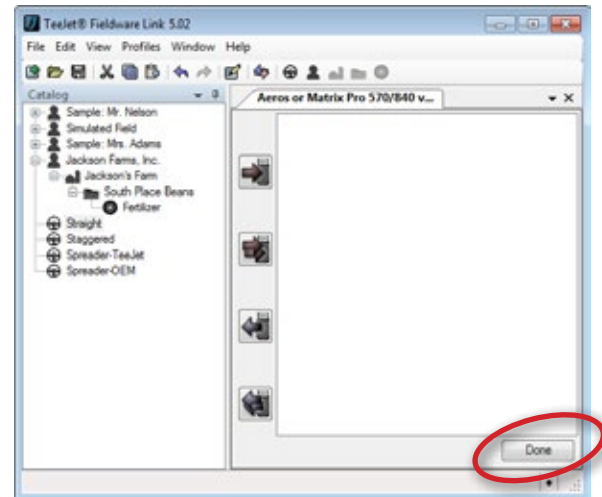 TeeJet® Fieldware Link 5.02
File Edit View Profiles Window Help
Catalog
Aeros or Matrix Pro 570/840 v...
Sample: Mr. Nelson
Simulated Field
Sample: Mrs. Adams
Jackson Farms, Inc.
Jackson's Farm
South Place Beans
Fertilizer
Straight
Staggered
Spreader-TeeJet
Spreader-OEM
Done